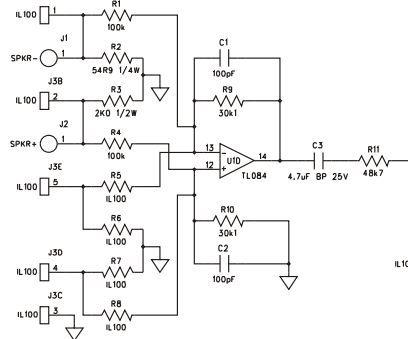 IL100 1
R1
100k
J1
SPKR- 1
R2
54R9 1/4W
J3B
IL100 2
R3
2K0 1/2W
J2
SPKR+ 1
R4
100k
J3E
IL100 5
R5
IL100
R6
IL100
J3D
IL100 4
R7
IL100
J3C
IL100 3
R8
IL100
C1
100pF
R9
30k1
13 -
12 +
U1D
14
TL084
C3
4.7uF BP 25V
R11
48k7
R10
30k1
C2
100pF
IL10